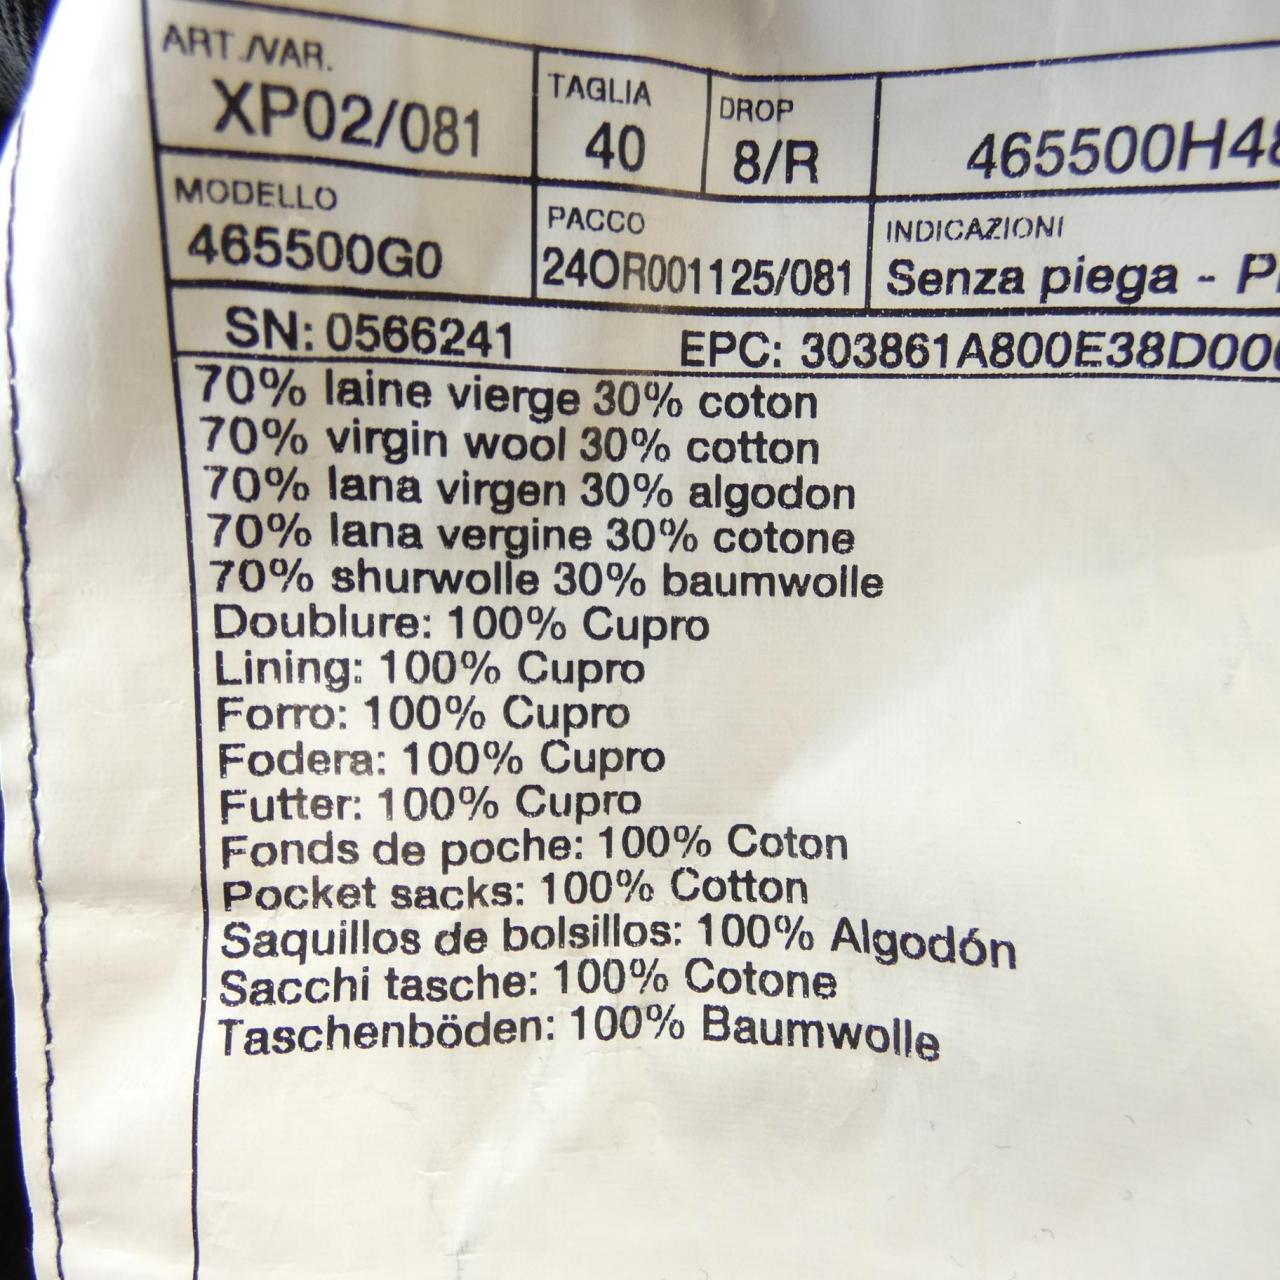 ART./VAR.
XP02/081
TAGLIA
40
DROP
8/R
465500H48
MODELLO
465500G0
PACCO
24OR001125/081
INDICAZIONI
Senza piega -
SN: 0566241
EPC: 303861A800E38D00
70% laine vierge 30% coton
70% virgin wool 30% cotton
70% lana virgen 30% algodon
70% lana vergine 30% cotone
70% shurwolle 30% baumwolle
Doublure: 100% Cupro
Lining: 100% Cupro
Forro: 100% Cupro
Fodera: 100% Cupro
Futter: 100% Cupro
Fonds de poche: 100% Coton
Pocket sacks: 100% Cotton
Saquillos de bolsillos: 100% Algodón
Sacchi tasche: 100% Cotone
Taschenböden: 100% Baumwolle